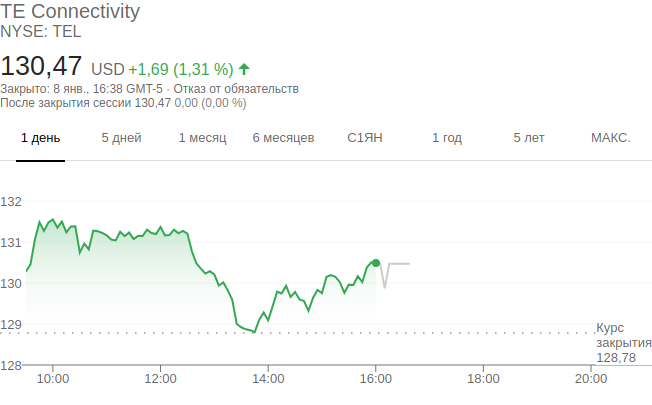 TE Connectivity
NYSE: TEL
130,47 USD +1,69 (1,31 %)
Закрыто: 8 янв., 16:38 GMT-5 · Отказ от обязательств
После закрытия сессии 130,47 0,00 (0,00 %)
1 день 5 дней 1 месяц 6 месяцев С1ЯН 1 год 5 лет МАКС.
132
131
130
129
Курс
закрытия
128,78
128
10:00 12:00 14:00 16:00 18:00 20:00